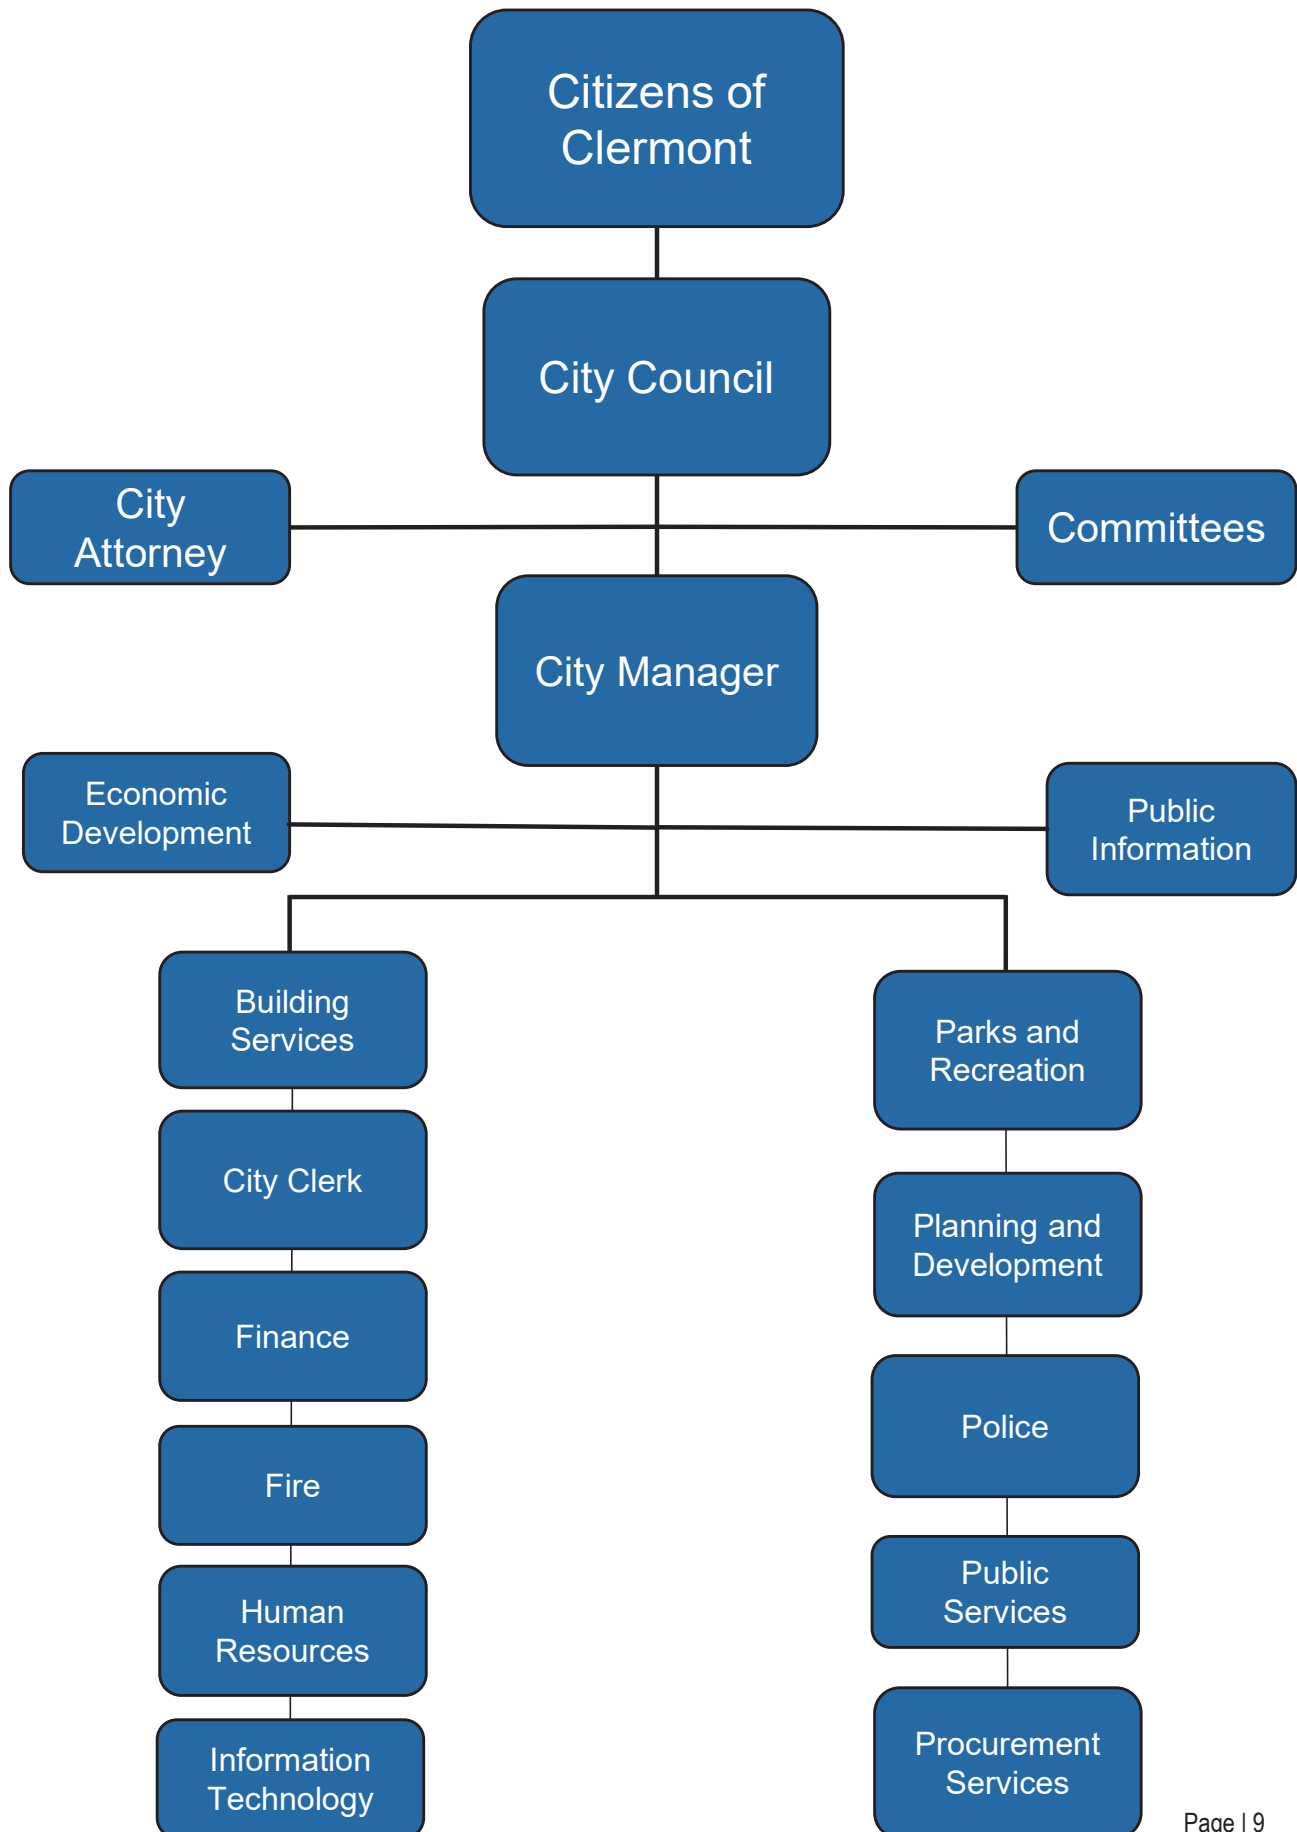 Citizens of
Clermont
City Council
City
Attorney
Committees
City Manager
Economic
Development
Public
Information
Building
Services
Parks and
Recreation
City Clerk
Planning and
Development
Finance
Police
Fire
Public
Services
Human
Resources
Information
Technology
Procurement
Services
Page | 9